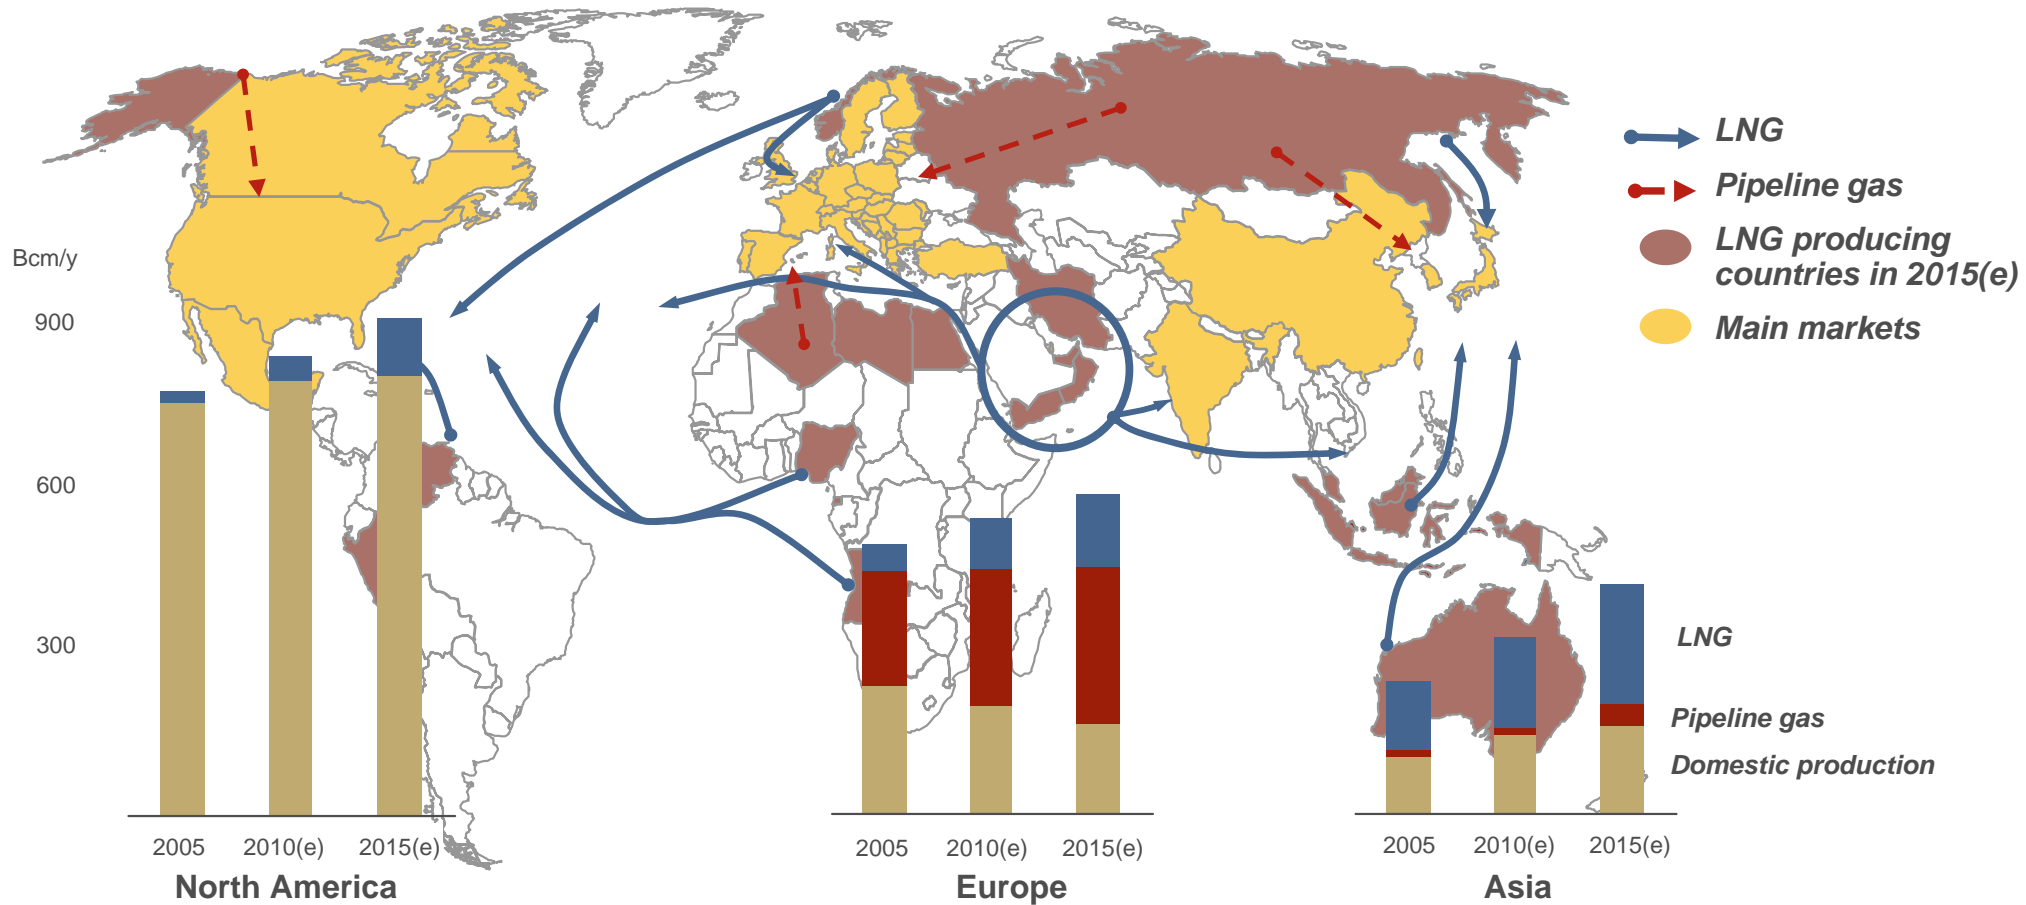 LNG
Pipeline gas
LNG producing
countries in 2015(e)
Main markets
Bcm/y
900
600
300
LNG
Pipeline gas
Domestic production
2005
2010(e)
2015(e)
North America
2005
2010(e)
2015(e)
Europe
2005
2010(e)
2015(e)
Asia